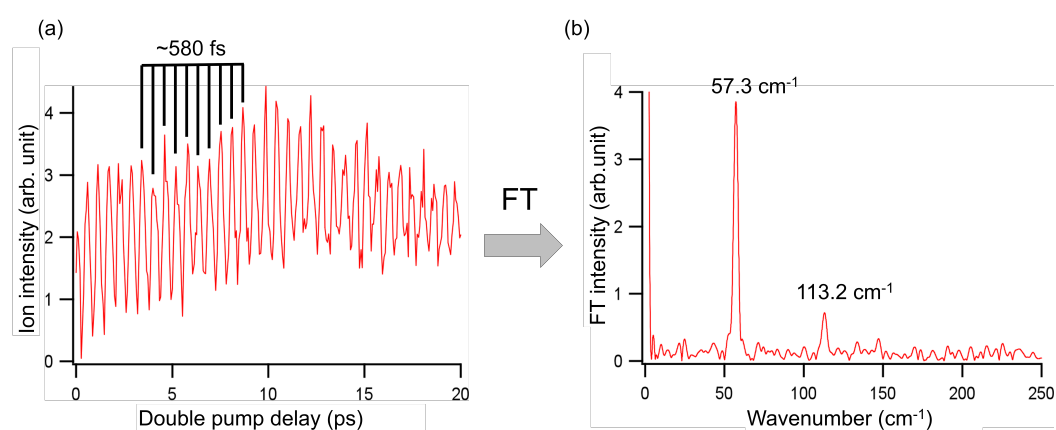 (a)
~580 fs
Ion intensity (arb. unit)
4
3
2
1
0
0 5 10 15 20
Double pump delay (ps)
FT
(b)
57.3 cm⁻¹
113.2 cm⁻¹
FT intensity (arb.unit)
4
3
2
1
0
0 50 100 150 200 250
Wavenumber (cm⁻¹)